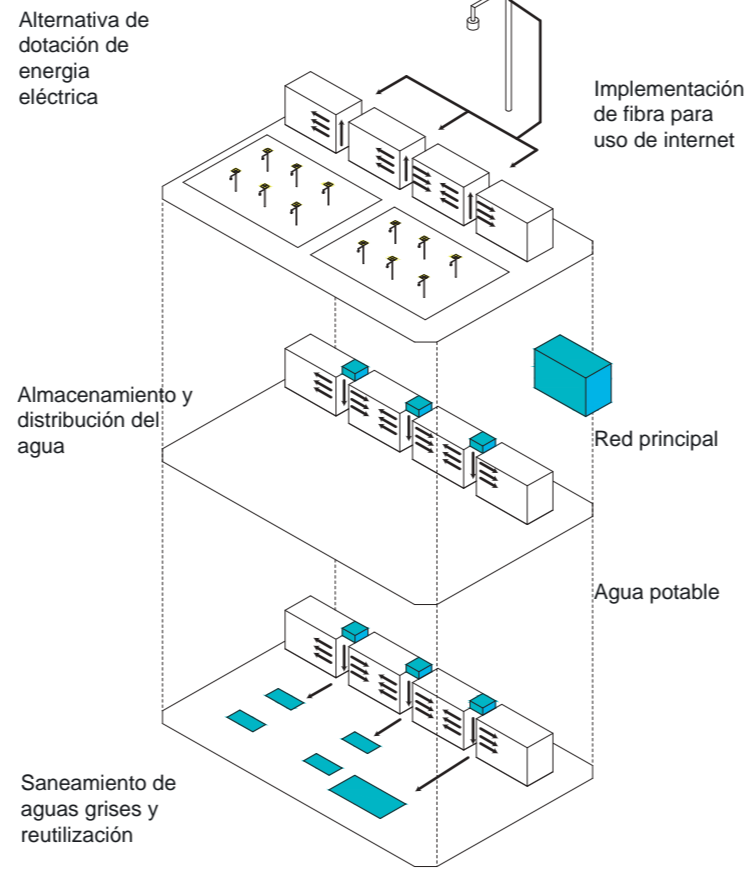 Alternativa de
dotación de
energia
eléctrica
Implementación
de fibra para
uso de internet
Almacenamiento y
distribución del
agua
Red principal
Agua potable
Saneamiento de
aguas grises y
reutilización